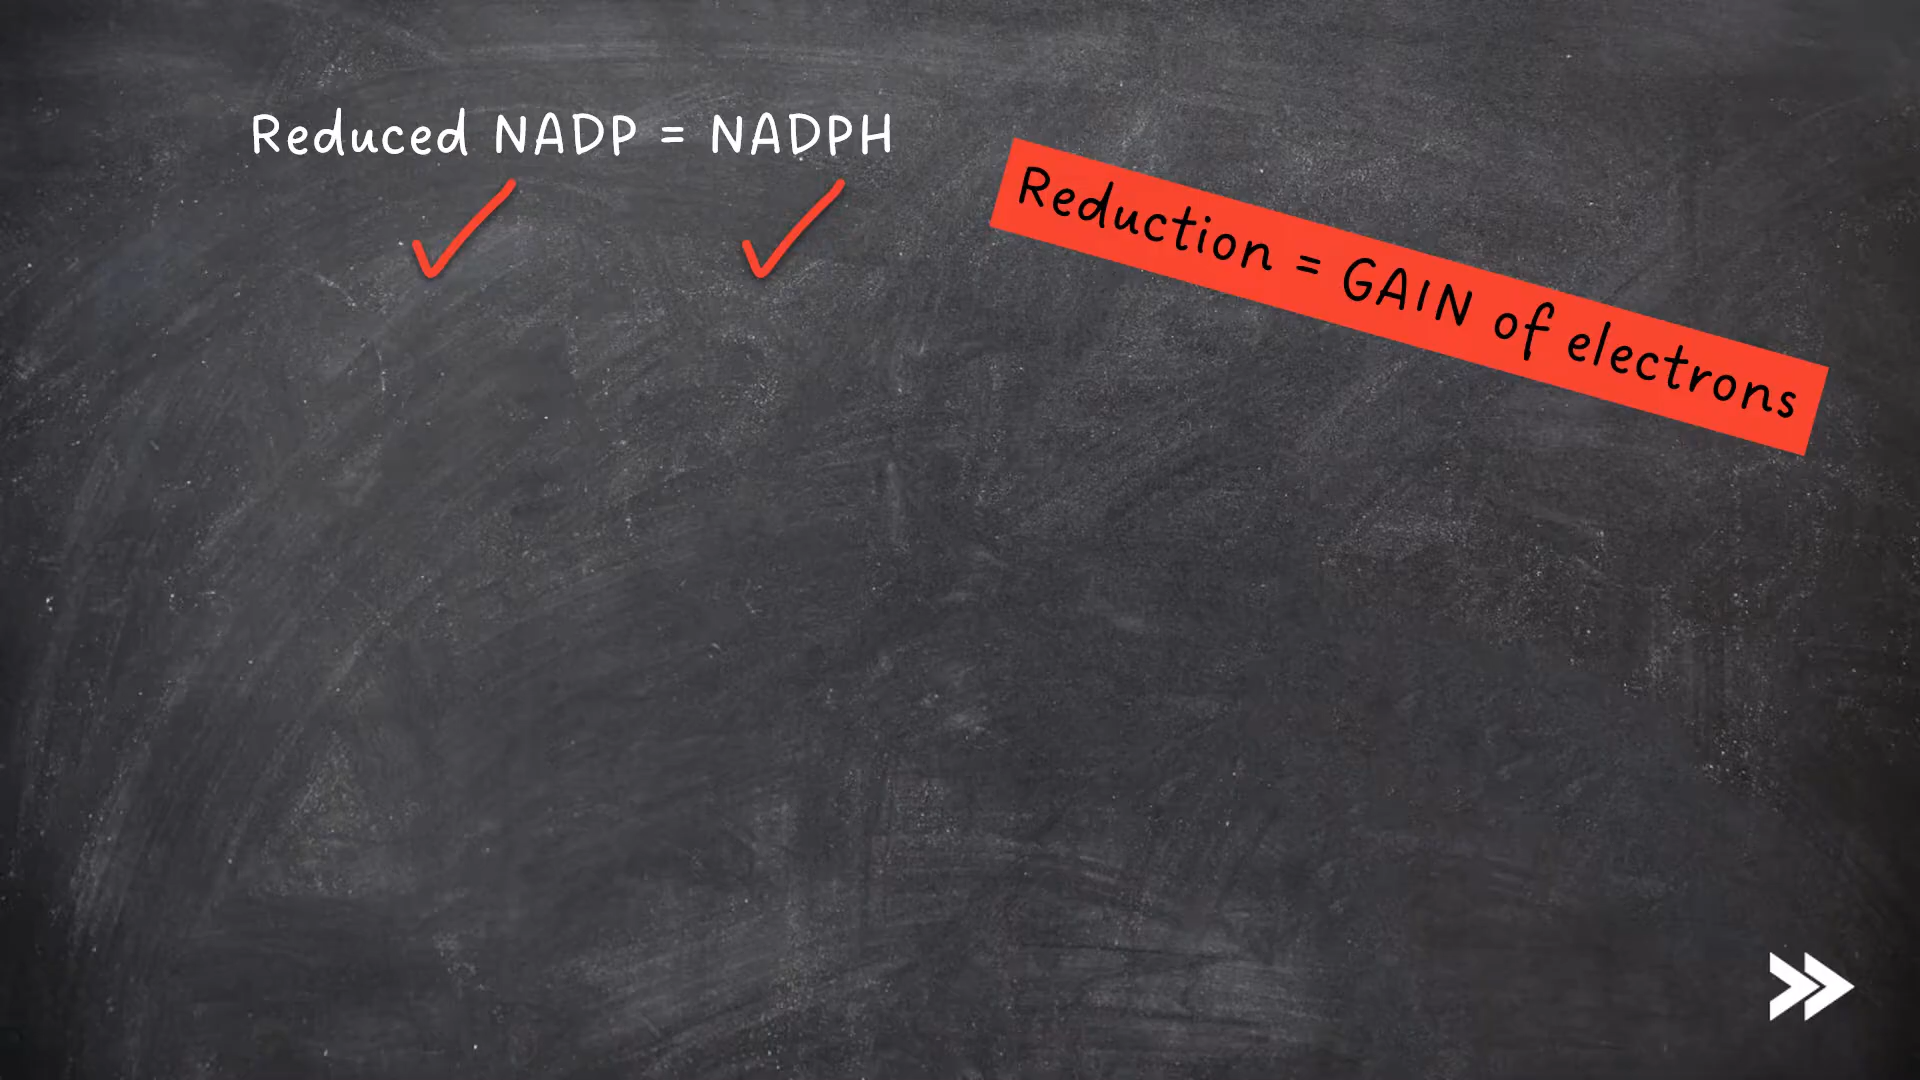 Reduced NADP = NADPH
Reduction = GAIN of electrons